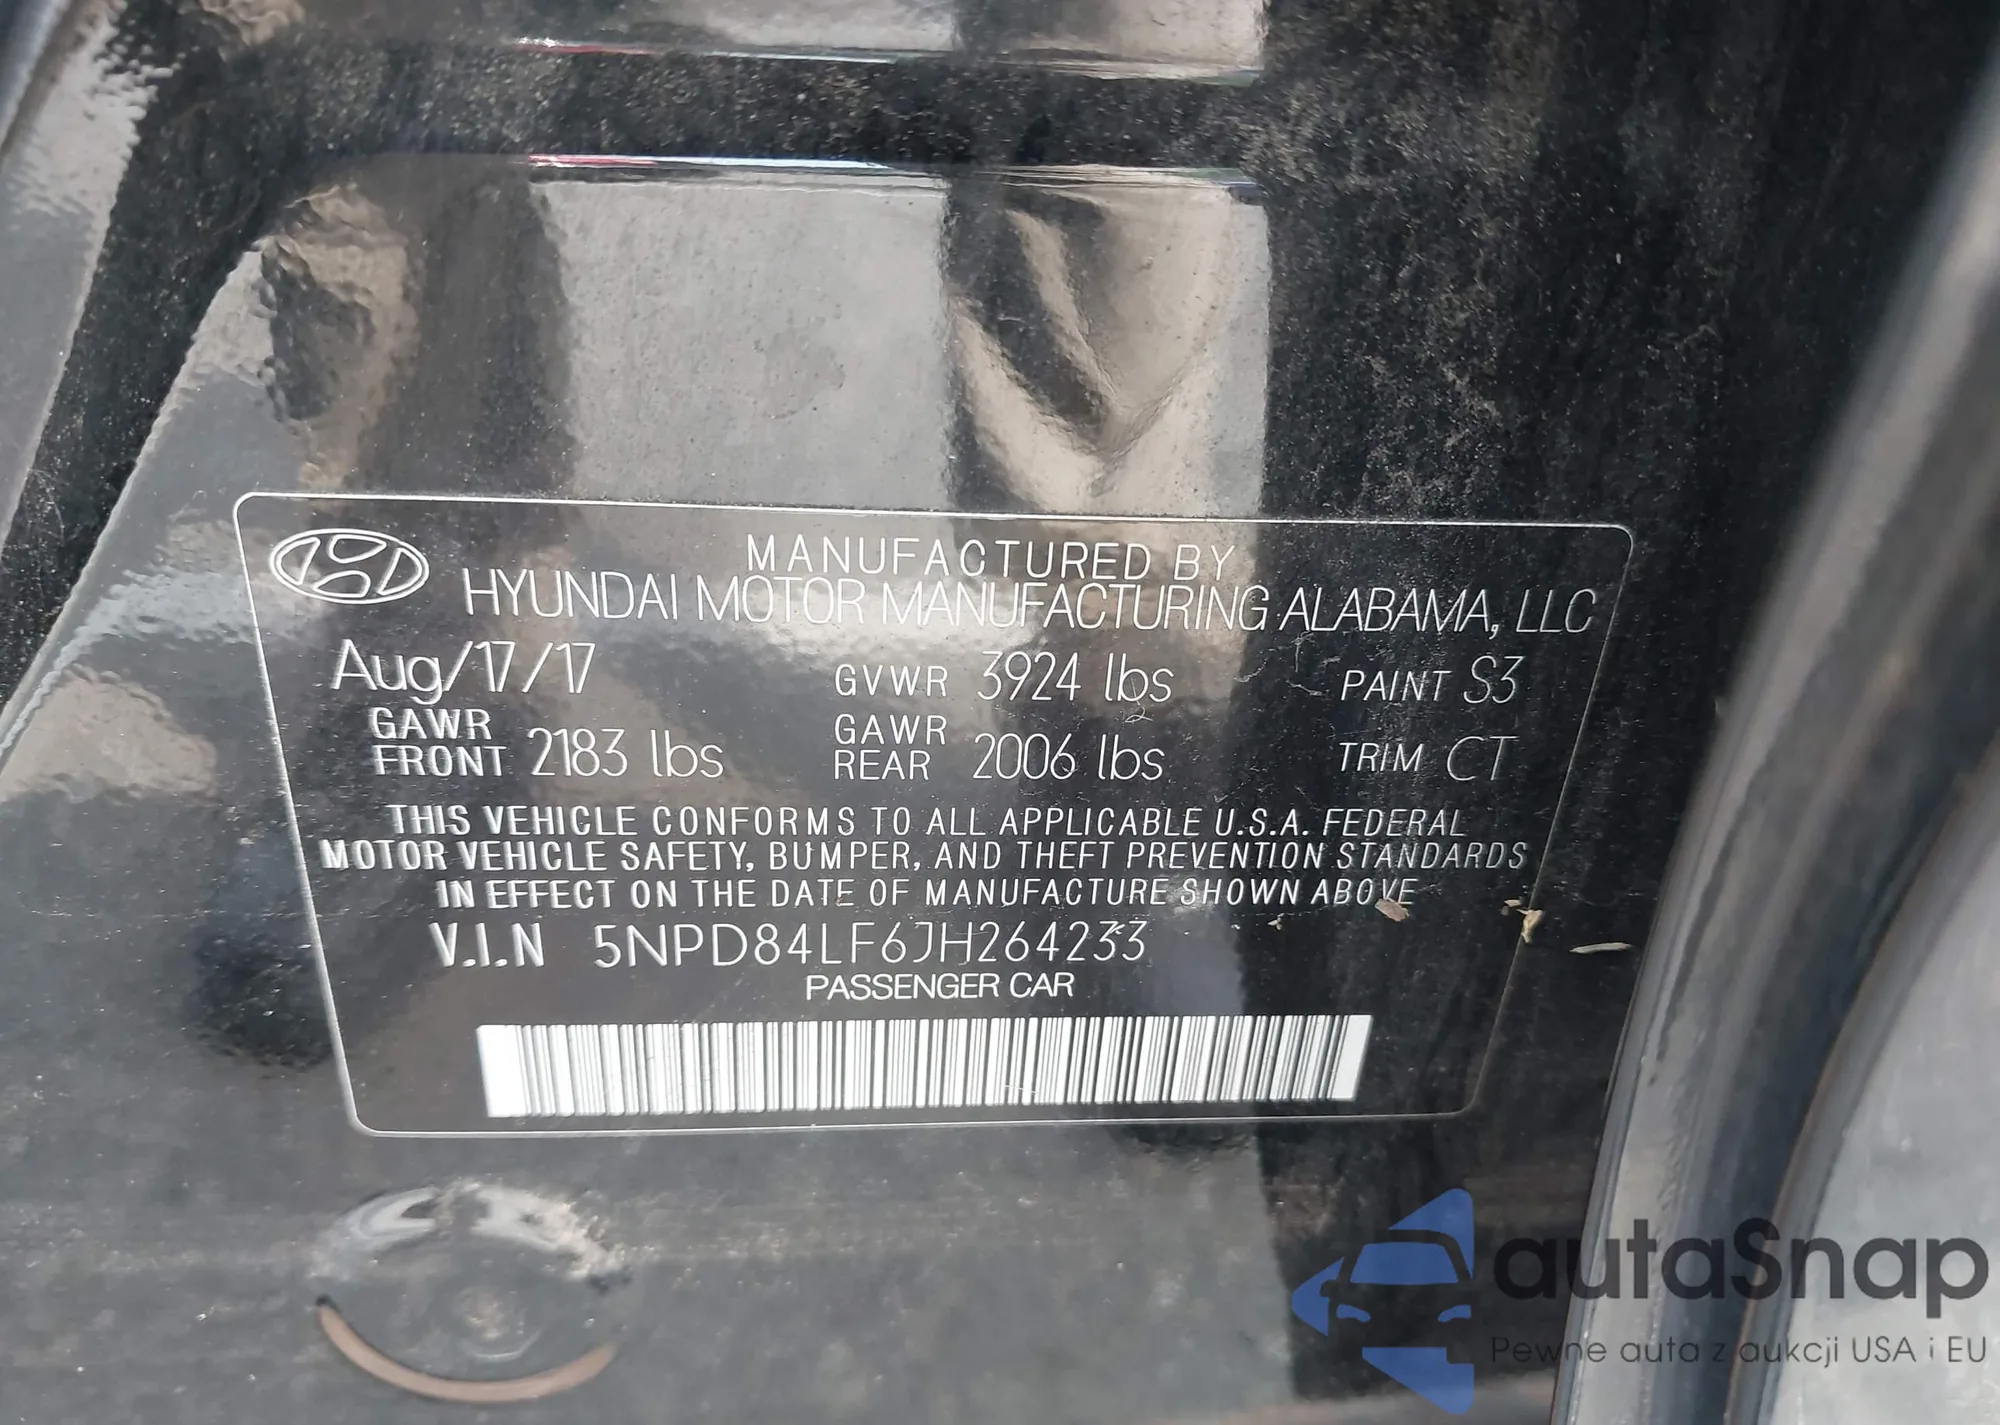 MANUFACTURED BY
HYUNDAI MOTOR MANUFACTURING ALABAMA, LLC
Aug/17/17 GVWR 3924 lbs PAINT S3
GAWR FRONT 2183 lbs GAWR REAR 2006 lbs TRIM CT
THIS VEHICLE CONFORMS TO ALL APPLICABLE U.S.A. FEDERAL
MOTOR VEHICLE SAFETY, BUMPER, AND THEFT PREVENTION STANDARDS
IN EFFECT ON THE DATE OF MANUFACTURE SHOWN ABOVE
V.I.N 5NPD84LF6JH264233
PASSENGER CAR
autaSnap
Pewne auta z aukcji USA i EU